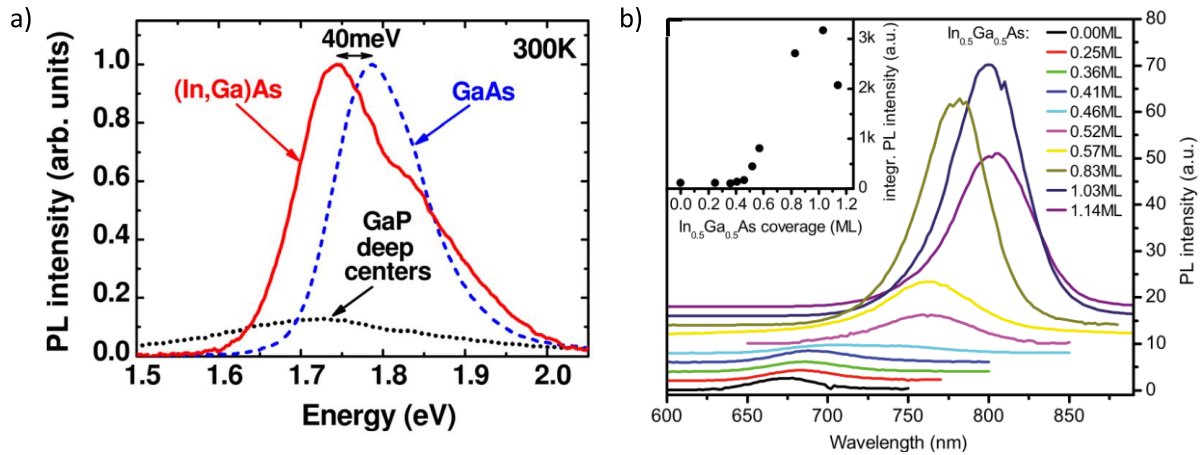 a)
PL intensity (arb. units)
1.0
0.8
0.6
0.4
0.2
0.0
40meV
300K
(In,Ga)As
GaAs
GaP
deep
centers
1.5
1.6
1.7
1.8
1.9
2.0
Energy (eV)
b)
In0.5Ga0.5As:
0.00ML
0.25ML
0.36ML
0.41ML
0.46ML
0.52ML
0.57ML
0.83ML
1.03ML
1.14ML
3k
2k
1k
0
integr. PL intensity (a.u.)
0.0 0.2 0.4 0.6 0.8 1.0 1.2
In0.5Ga0.5As coverage (ML)
80
70
60
50
40
30
20
10
0
PL intensity (a.u.)
600 650 700 750 800 850
Wavelength (nm)